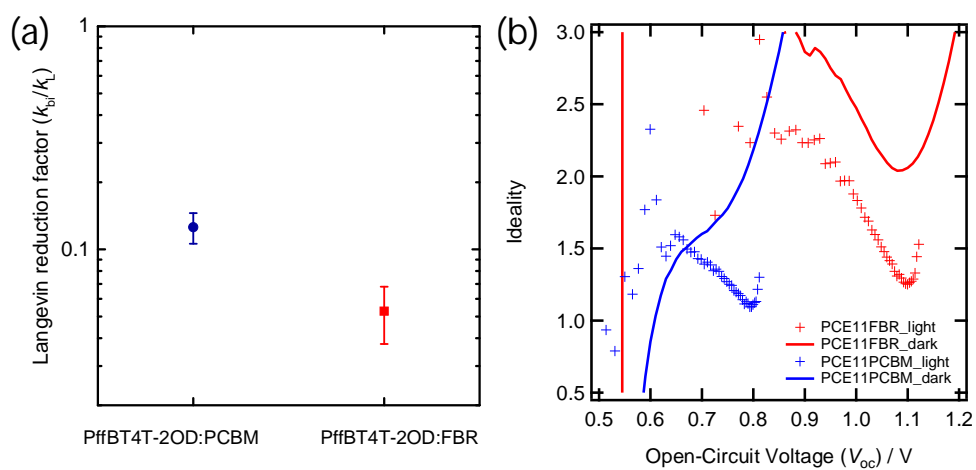 (a)
Langevin reduction factor (kbi/kL)
1
0.1
PffBT4T-2OD:PCBM
PffBT4T-2OD:FBR
(b)
Ideality
3.0
2.5
2.0
1.5
1.0
0.5
PCE11FBR_light
PCE11FBR_dark
PCE11PCBM_light
PCE11PCBM_dark
0.5 0.6 0.7 0.8 0.9 1.0 1.1 1.2
Open-Circuit Voltage (Voc) / V